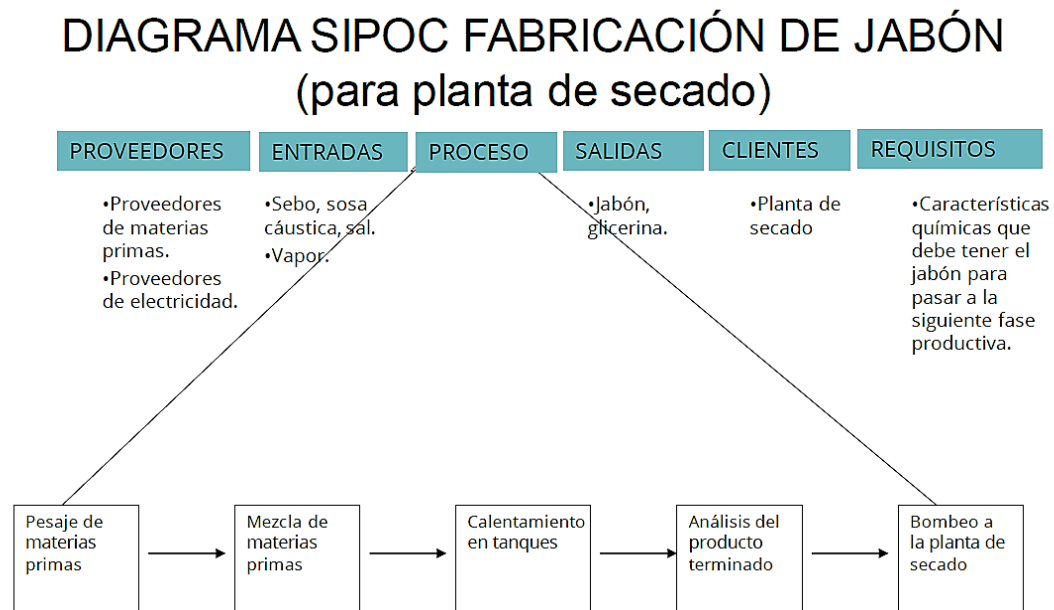 DIAGRAMA SIPOC FABRICACIÓN DE JABÓN
(para planta de secado)
PROVEEDORES
ENTRADAS
PROCESO
SALIDAS
CLIENTES
REQUISITOS
•Proveedores
de materias
primas.
•Proveedores
de electricidad.
•Sebo, sosa
cáustica, sal.
•Vapor.
•Jabón,
glicerina.
•Planta de
secado
•Características
químicas que
debe tener el
jabón para
pasar a la
siguiente fase
productiva.
Pesaje de
materias
primas
Mezcla de
materias
primas
Calentamiento
en tanques
Análisis del
producto
terminado
Bombeo a
la planta de
secado